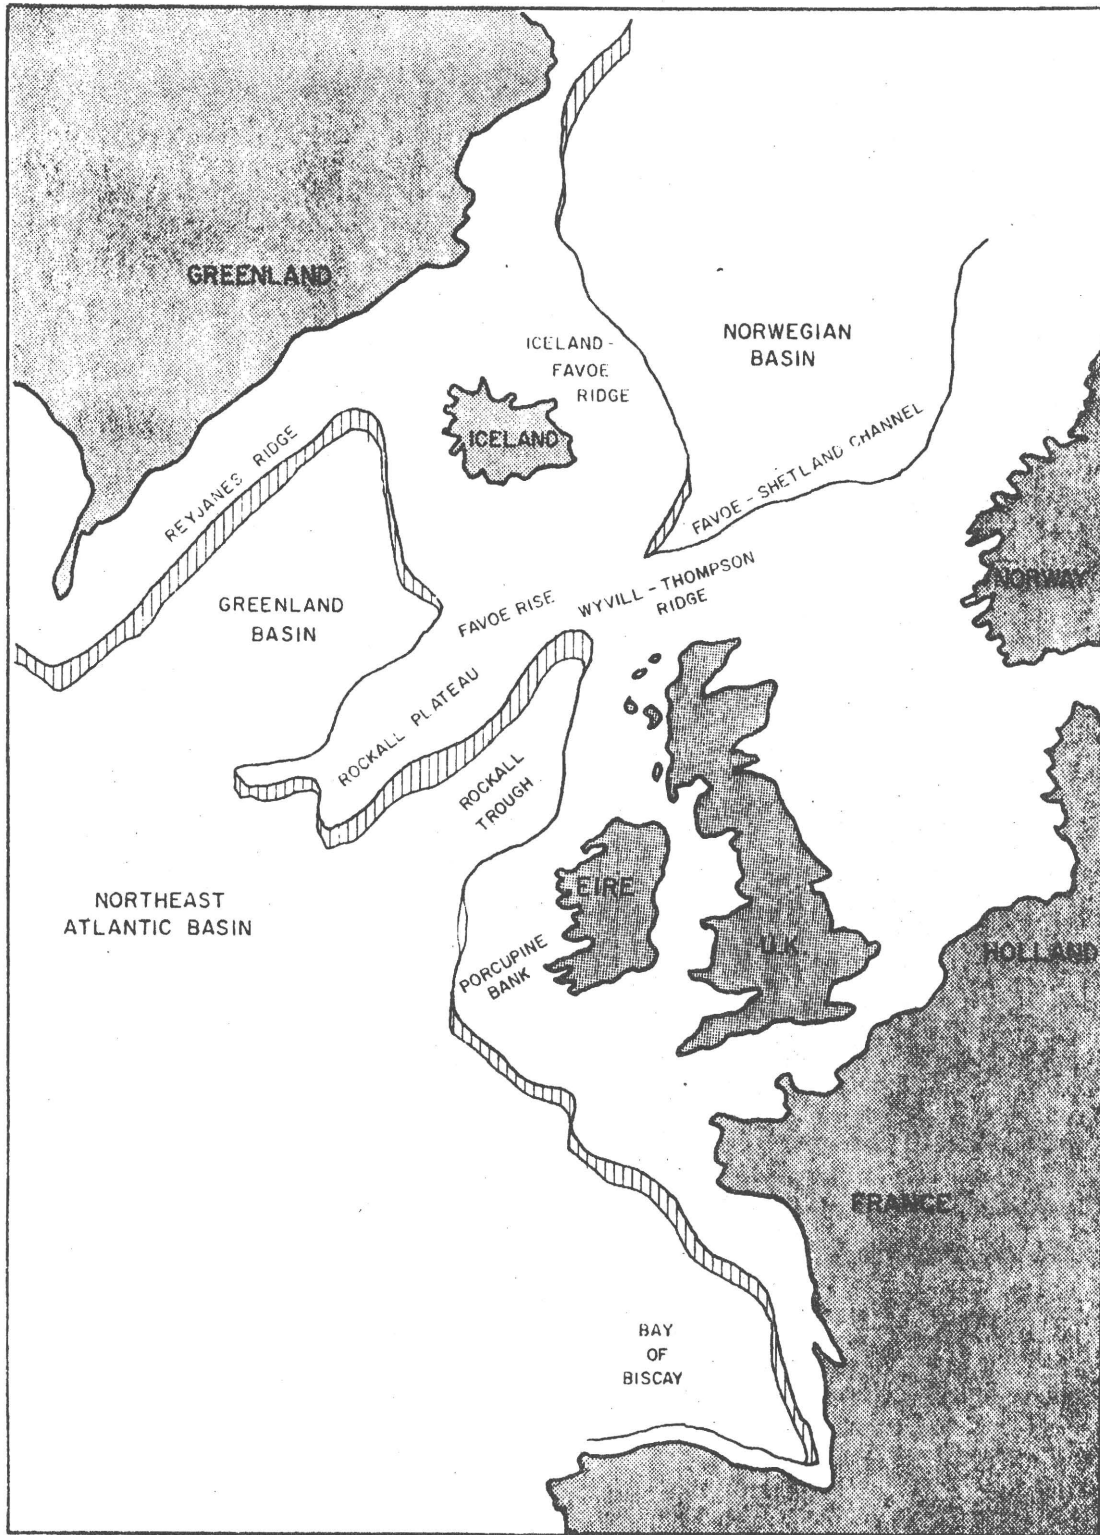 GREENLAND
ICELAND-
FAVOE
RIDGE
NORWEGIAN
BASIN
ICELAND
REYJANES RIDGE
FAVOE - SHETLAND CHANNEL
NORWAY
GREENLAND
BASIN
FAVOE RISE
WYVILL-THOMPSON
RIDGE
ROCKALL PLATEAU
ROCKALL
TROUGH
EIRE
NORTHEAST
ATLANTIC BASIN
U.K.
HOLLAND
PORCUPINE
BANK
FRANCE
BAY
OF
BISCAY